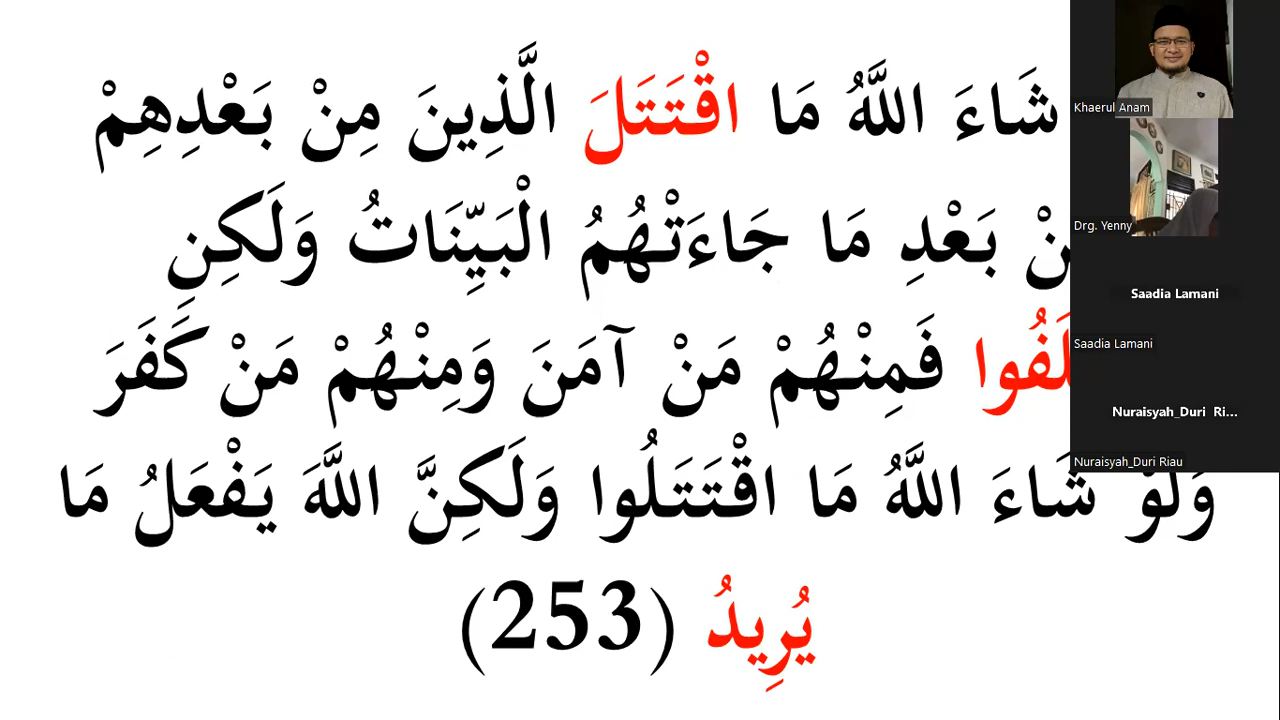 شَاءَ اللَّهُ مَا اقْتَتَلَ الَّذِينَ مِنْ بَعْدِهِمْ
بَعْدِ مَا جَاءَتْهُمُ الْبَيِّنَاتُ وَلَكِنِ
فَمِنْهُمْ مَنْ آمَنَ وَمِنْهُمْ مَنْ كَفَرَ
وَلَوْ شَاءَ اللَّهُ مَا اقْتَتَلُوا وَلَكِنَّ اللَّهَ يَفْعَلُ مَا
يُرِيدُ (253)
Khaerul Anam
Drg. Yenny
Saadia Lamani
Saadia Lamani
Nuraisyah_Duri Ri...
Nuraisyah_Duri Riau